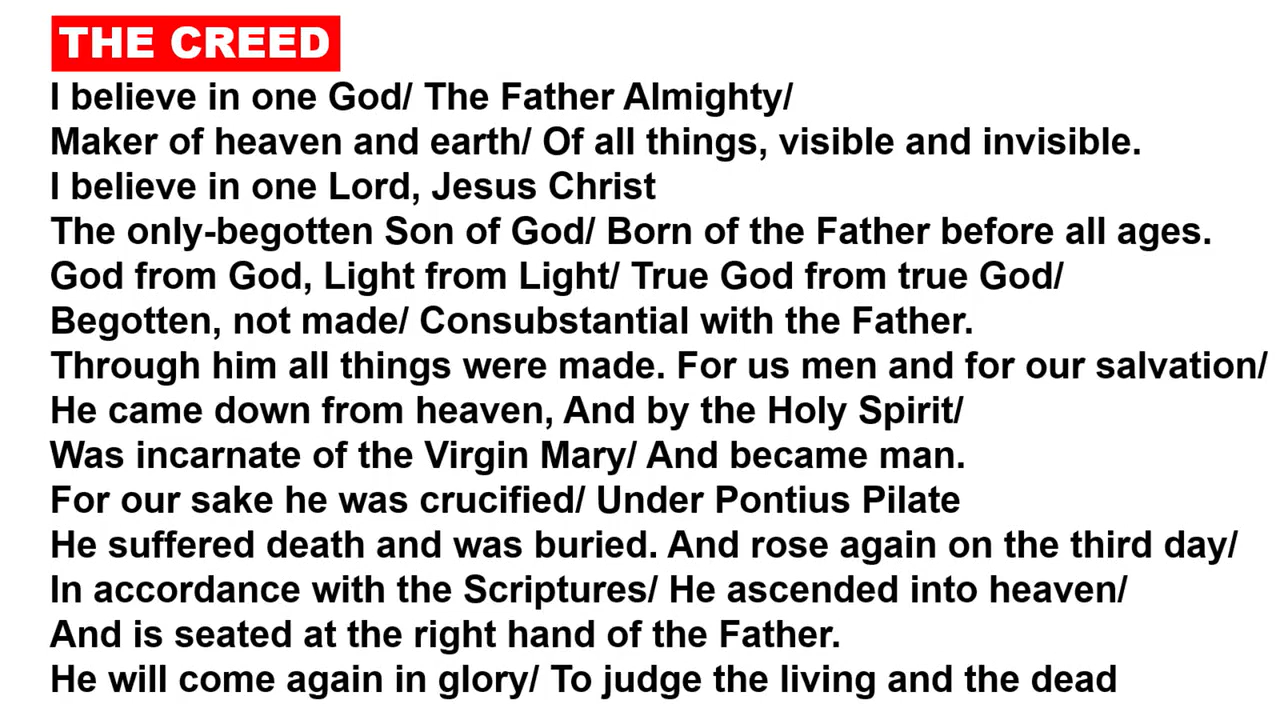 THE CREED
I believe in one God/ The Father Almighty/
Maker of heaven and earth/ Of all things, visible and invisible.
I believe in one Lord, Jesus Christ
The only-begotten Son of God/ Born of the Father before all ages.
God from God, Light from Light/ True God from true God/
Begotten, not made/ Consubstantial with the Father.
Through him all things were made. For us men and for our salvation/
He came down from heaven, And by the Holy Spirit/
Was incarnate of the Virgin Mary/ And became man.
For our sake he was crucified/ Under Pontius Pilate
He suffered death and was buried. And rose again on the third day/
In accordance with the Scriptures/ He ascended into heaven/
And is seated at the right hand of the Father.
He will come again in glory/ To judge the living and the dead